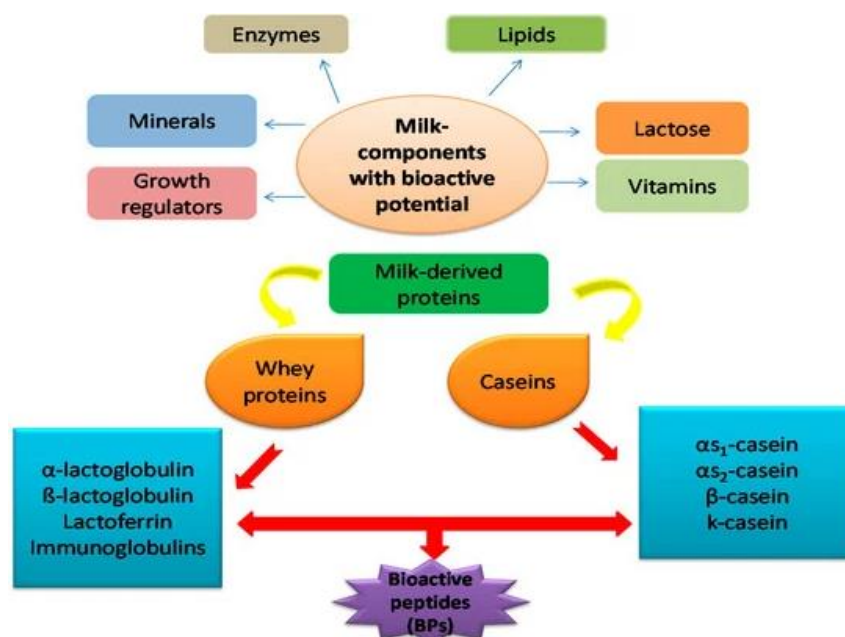 Enzymes
Lipids
Minerals
Milk-
components
with bioactive
potential
Lactose
Growth
regulators
Vitamins
Milk-derived
proteins
Whey
proteins
Caseins
α-lactoglobulin
ß-lactoglobulin
Lactoferrin
Immunoglobulins
αs₁-casein
αs₂-casein
β-casein
k-casein
Bioactive
peptides
(BPs)